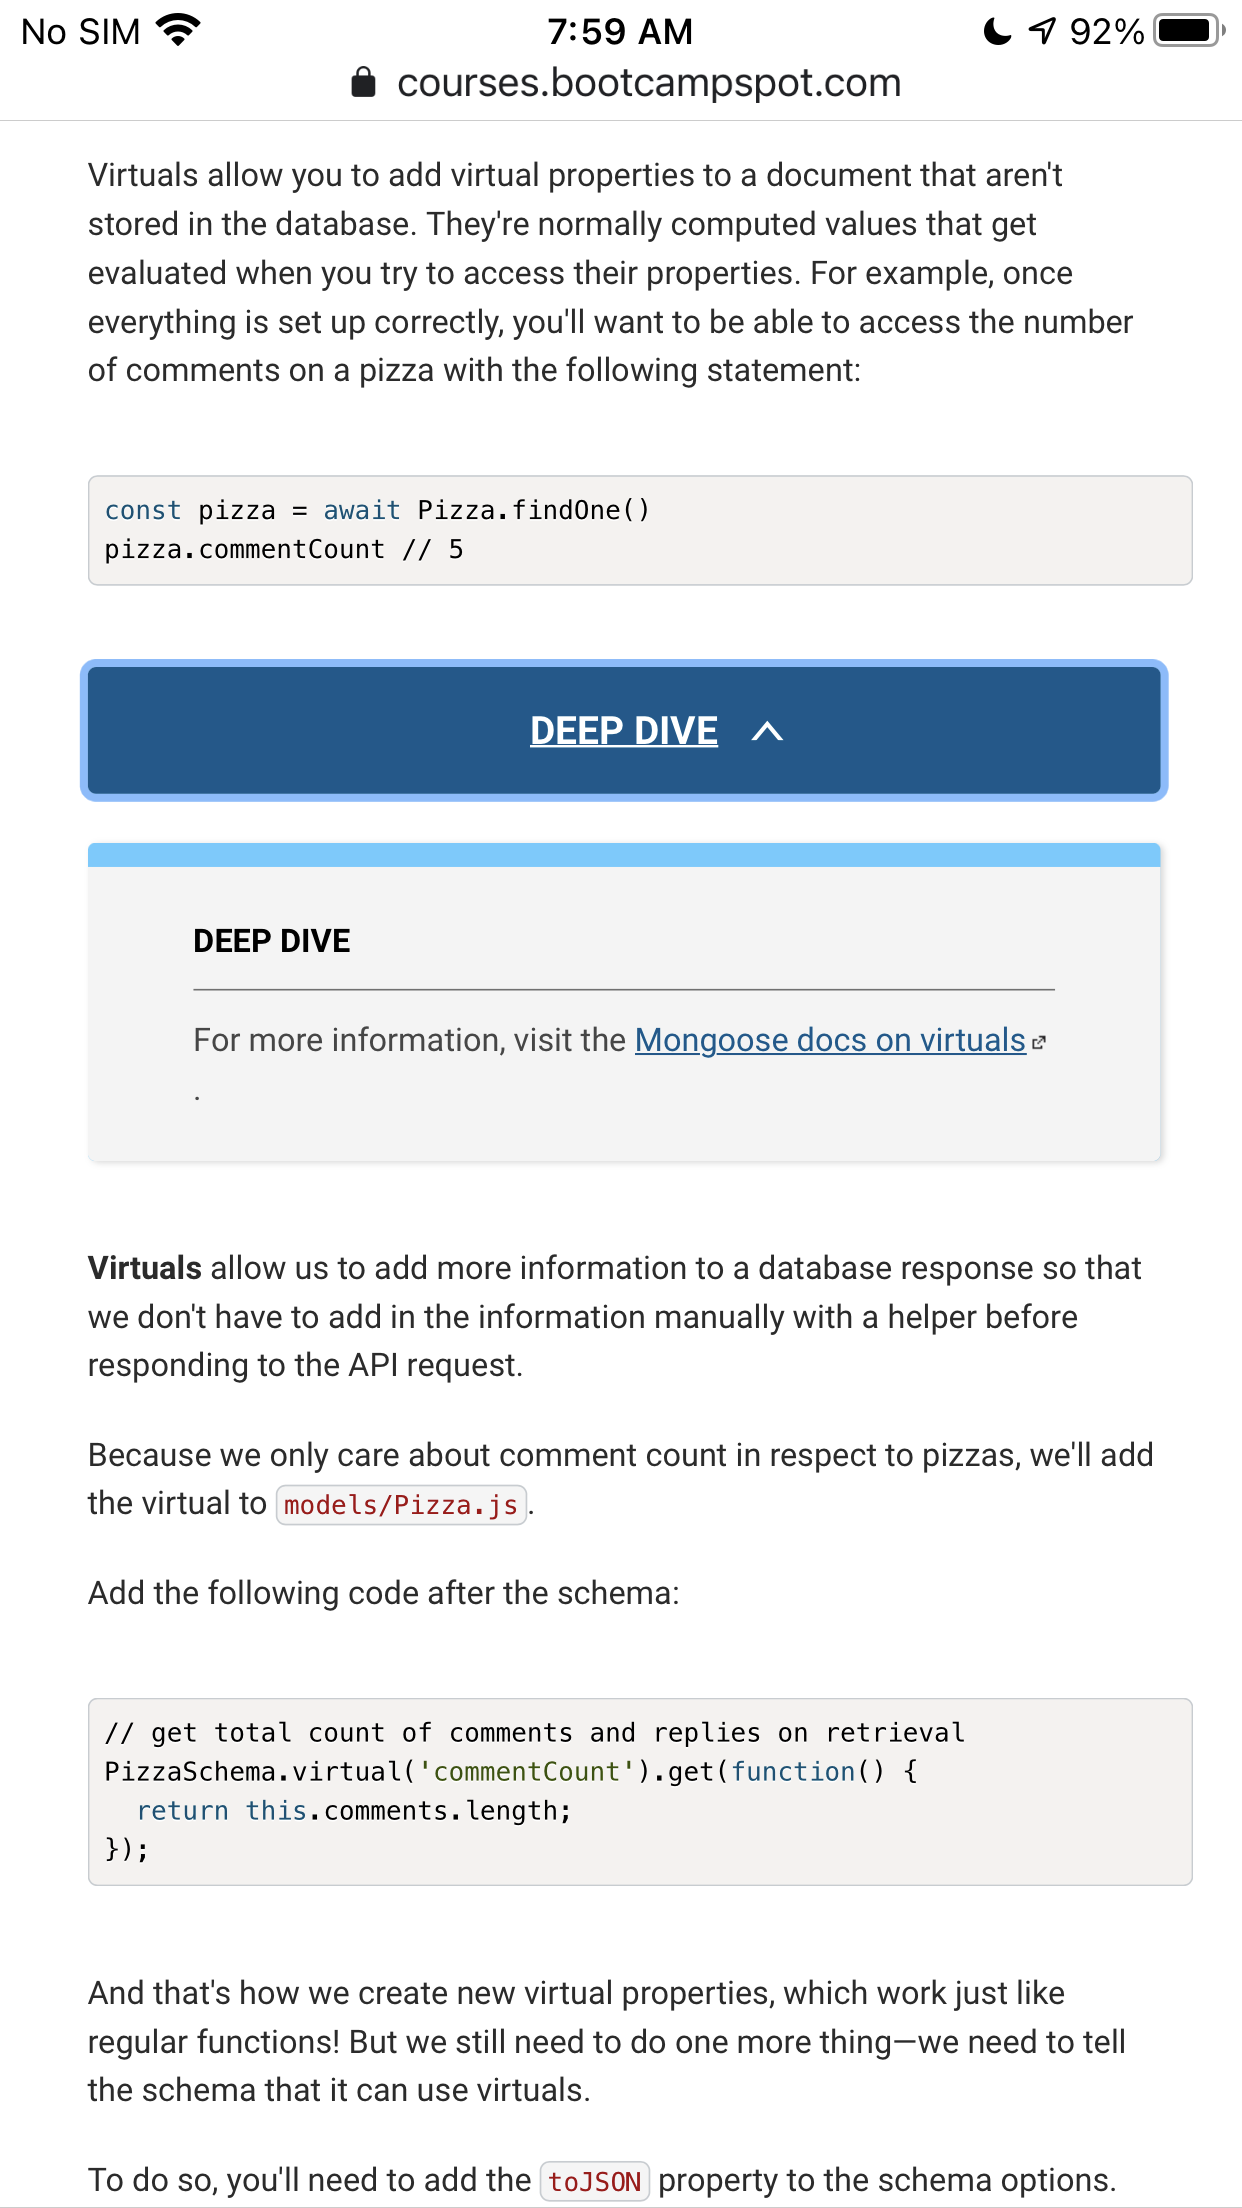 No SIM 7:59 AM 92%
courses.bootcampspot.com
Virtuals allow you to add virtual properties to a document that aren't
stored in the database. They're normally computed values that get
evaluated when you try to access their properties. For example, once
everything is set up correctly, you'll want to be able to access the number
of comments on a pizza with the following statement:
const pizza = await Pizza.findOne()
pizza.commentCount // 5
DEEP DIVE
DEEP DIVE
For more information, visit the Mongoose docs on virtuals
.
Virtuals allow us to add more information to a database response so that
we don't have to add in the information manually with a helper before
responding to the API request.
Because we only care about comment count in respect to pizzas, we'll add
the virtual to models/Pizza.js.
Add the following code after the schema:
// get total count of comments and replies on retrieval
PizzaSchema.virtual('commentCount').get(function() {
  return this.comments.length;
});
And that's how we create new virtual properties, which work just like
regular functions! But we still need to do one more thing—we need to tell
the schema that it can use virtuals.
To do so, you'll need to add the toJSON property to the schema options.